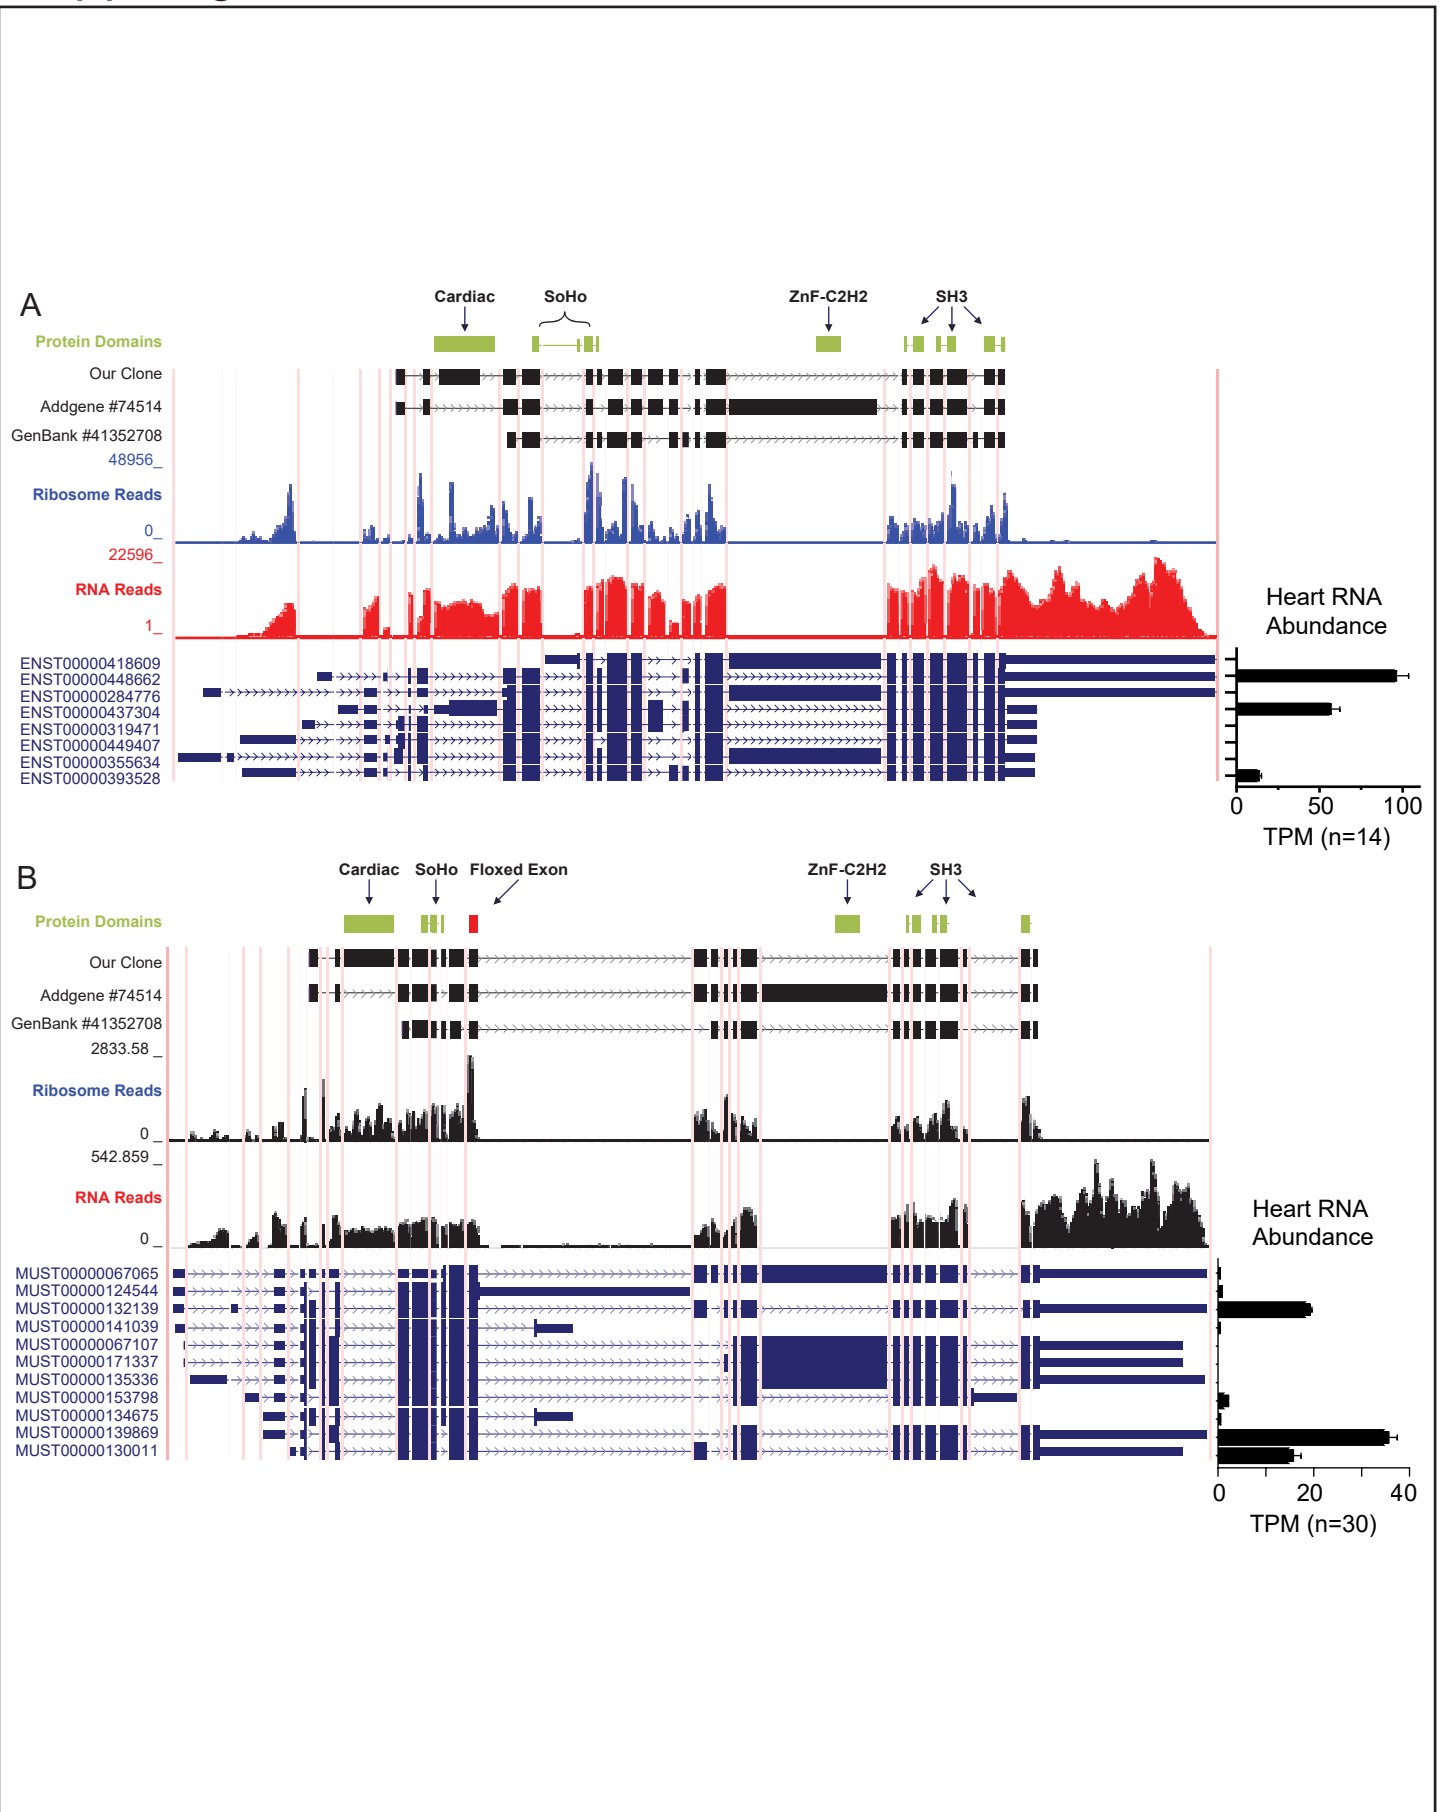 A
Cardiac SoHo ZnF-C2H2 SH3
Protein Domains
Our Clone
Addgene #74514
GenBank #41352708
48956_
Ribosome Reads
0_
22596_
RNA Reads
1_
Heart RNA
Abundance
ENST00000418609
ENST00000448662
ENST00000284776
ENST00000437304
ENST00000319471
ENST00000449407
ENST00000355634
ENST00000393528
0 50 100
TPM (n=14)
B
Cardiac SoHo Floxed Exon ZnF-C2H2 SH3
Protein Domains
Our Clone
Addgene #74514
GenBank #41352708
2833.58 _
Ribosome Reads
0 _
542.859 _
RNA Reads
0 _
Heart RNA
Abundance
MUST00000067065
MUST00000124544
MUST00000132139
MUST00000141039
MUST00000067107
MUST00000171337
MUST00000135336
MUST00000153798
MUST00000134675
MUST00000139869
MUST00000130011
0 20 40
TPM (n=30)